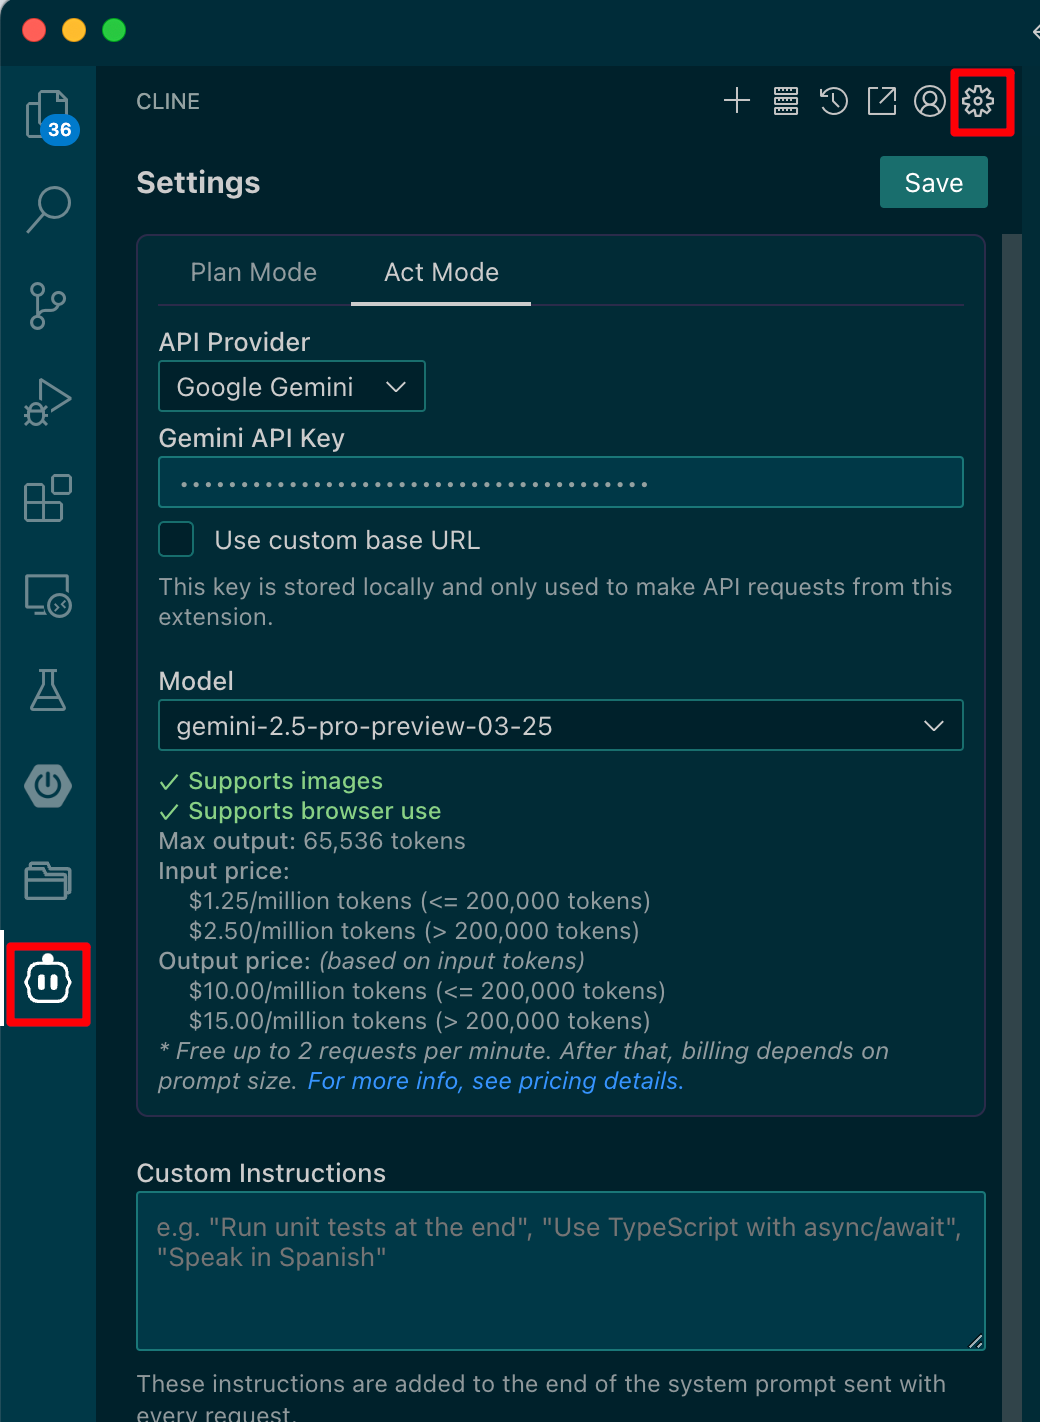 CLINE
36
Settings
Save
Plan Mode
Act Mode
API Provider
Google Gemini
Gemini API Key
•••••••••••••••••••••••••••••••••••••••
Use custom base URL
This key is stored locally and only used to make API requests from this
extension.
Model
gemini-2.5-pro-preview-03-25
✓ Supports images
✓ Supports browser use
Max output: 65,536 tokens
Input price:
$1.25/million tokens (<= 200,000 tokens)
$2.50/million tokens (> 200,000 tokens)
Output price: (based on input tokens)
$10.00/million tokens (<= 200,000 tokens)
$15.00/million tokens (> 200,000 tokens)
* Free up to 2 requests per minute. After that, billing depends on
prompt size. For more info, see pricing details.
Custom Instructions
e.g. "Run unit tests at the end", "Use TypeScript with async/await",
"Speak in Spanish"
These instructions are added to the end of the system prompt sent with
every request.